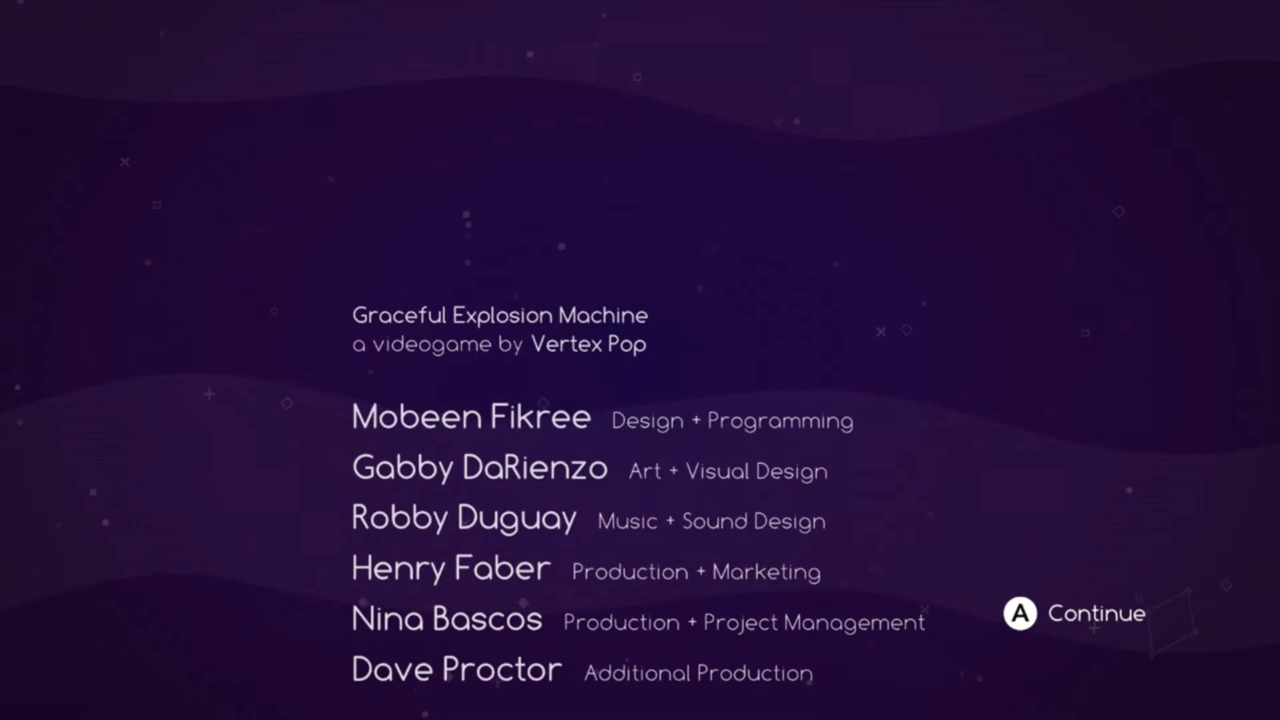 Graceful Explosion Machine
a videogame by Vertex Pop
Mobeen Fikree Design + Programming
Gabby DaRienzo Art + Visual Design
Robby Duguay Music + Sound Design
Henry Faber Production + Marketing
Nina Bascos Production + Project Management
A Continue
Dave Proctor Additional Production